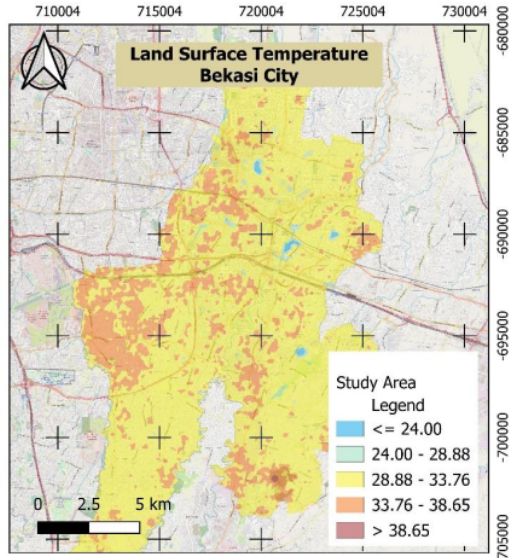 710004 715004 720004 725004 730004
Land Surface Temperature
Bekasi City
-680000
-685000
-690000
-695000
-700000
-705000
Study Area
Legend
<= 24.00
24.00 - 28.88
28.88 - 33.76
33.76 - 38.65
> 38.65
0 2.5 5 km